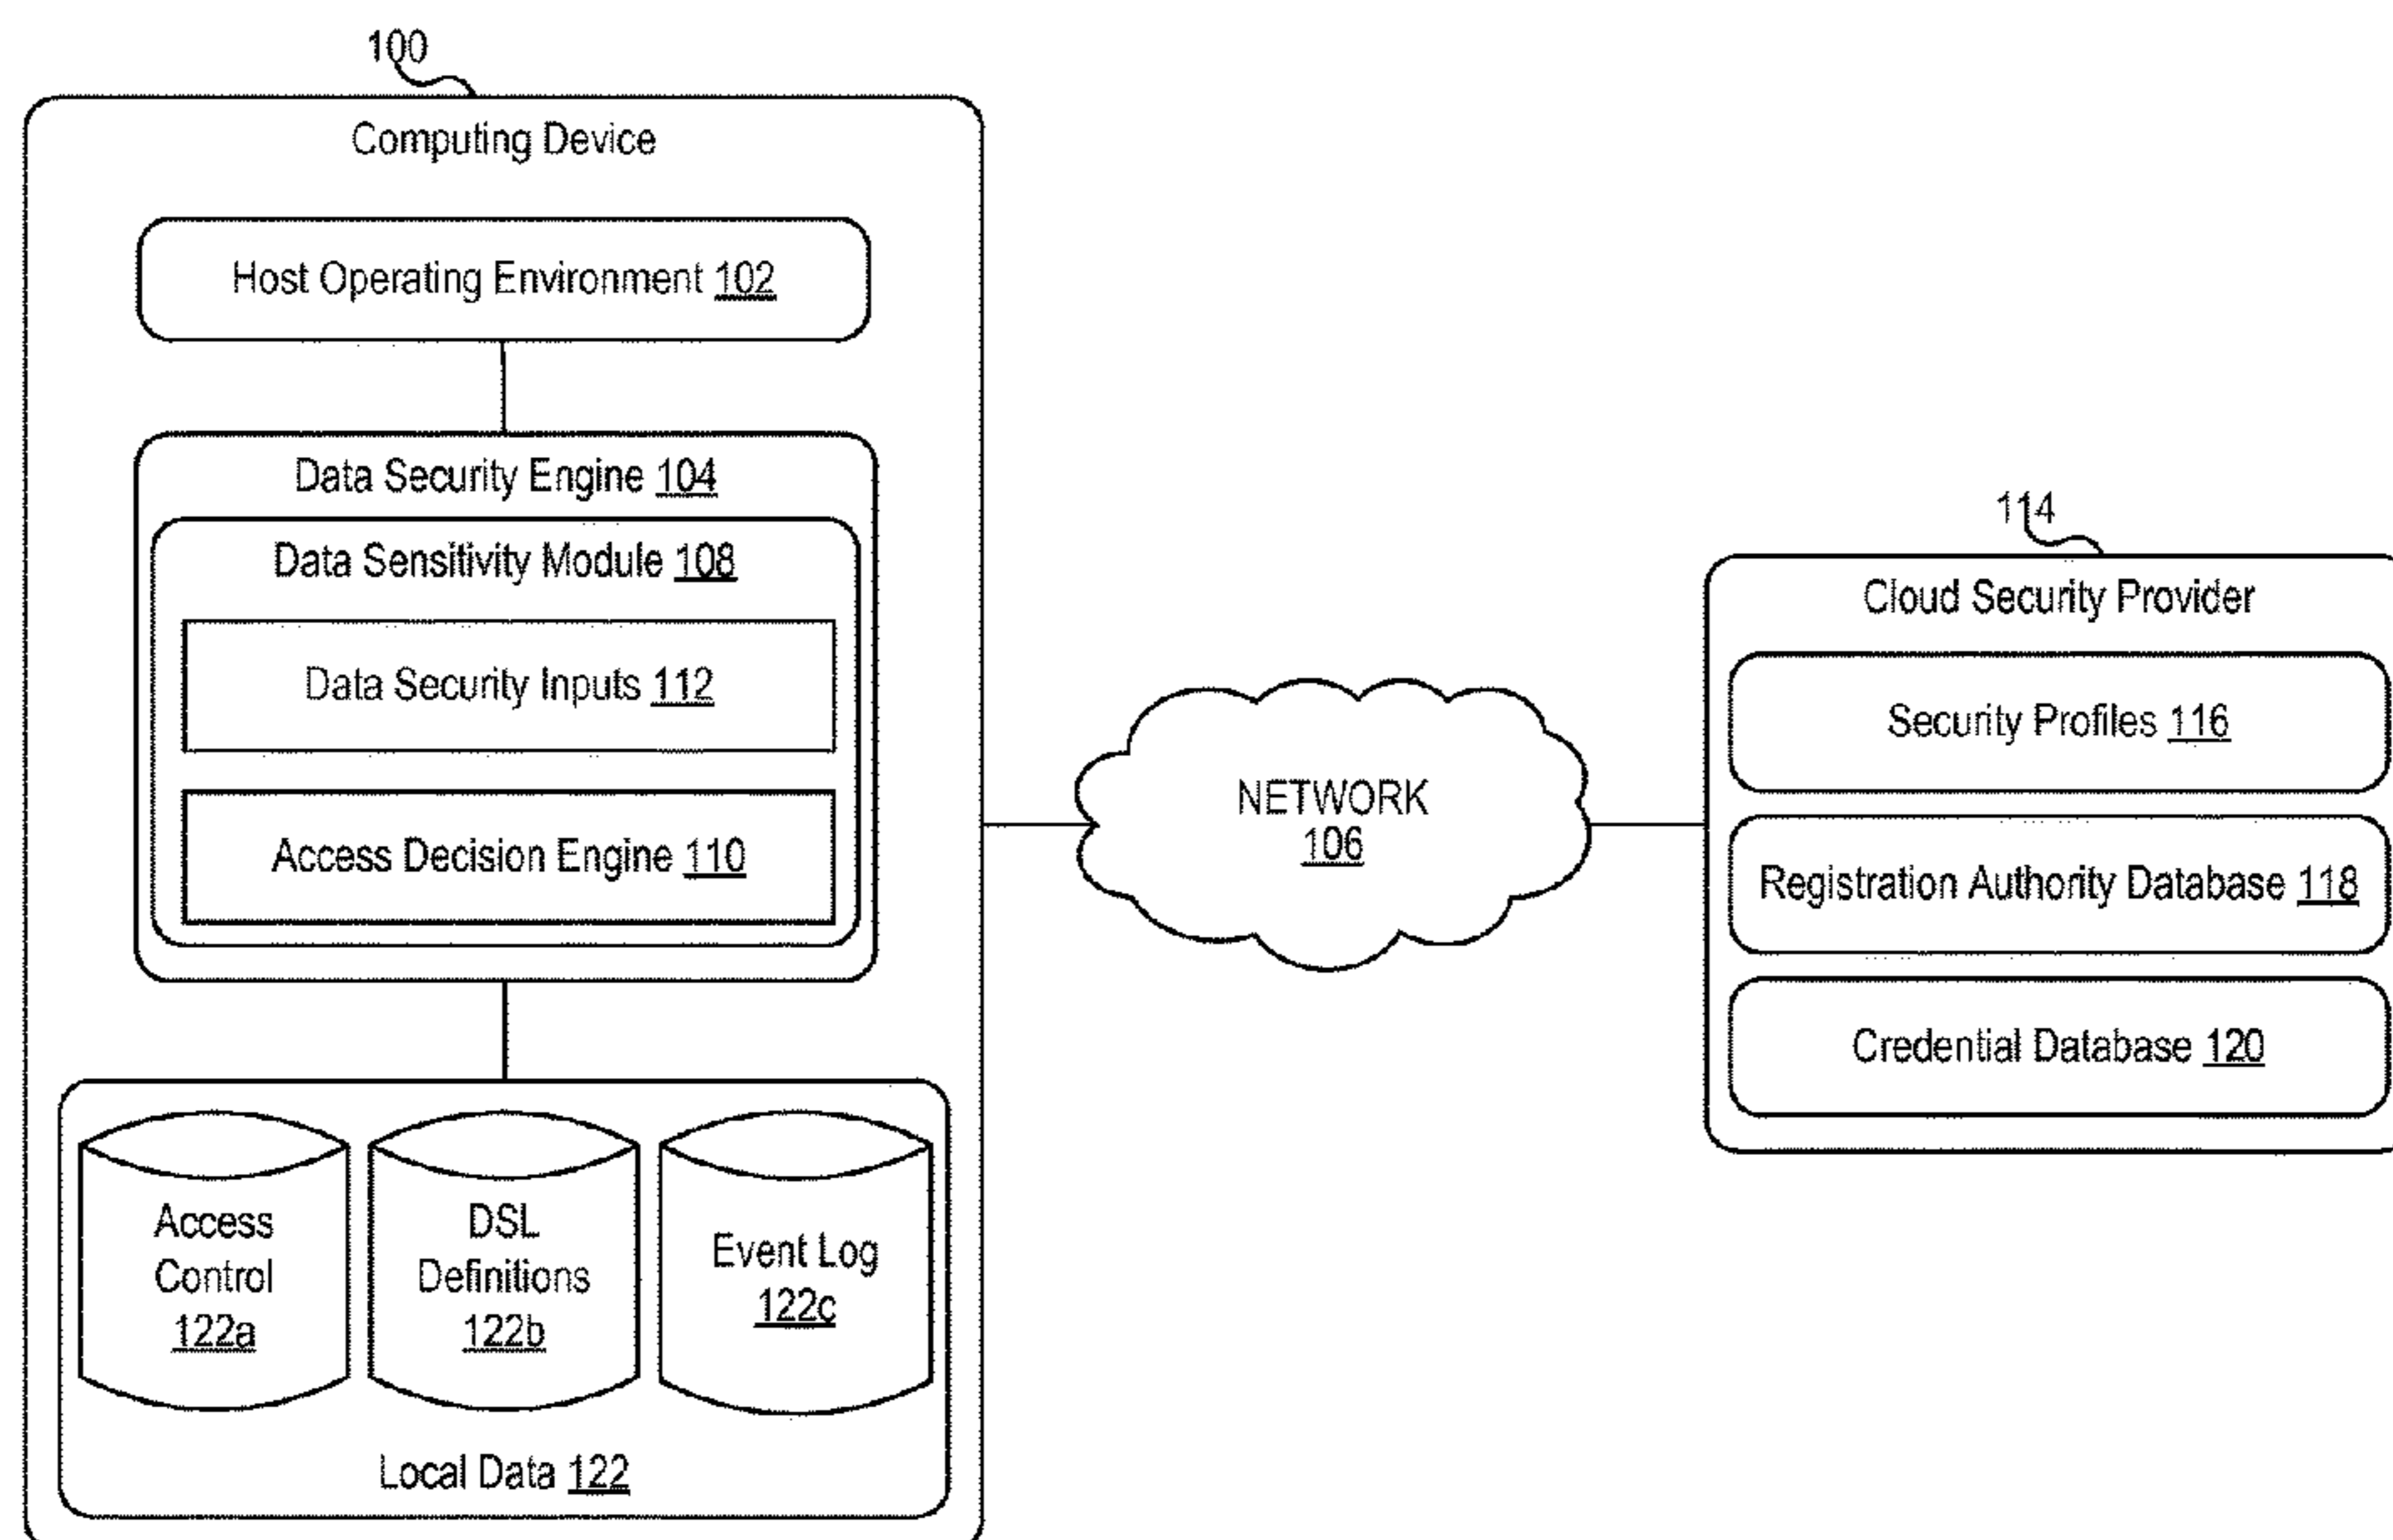 100
Computing Device
Host Operating Environment 102
Data Security Engine 104
Data Sensitivity Module 108
Data Security Inputs 112
Access Decision Engine 110
Access
Control
122a
DSL
Definitions
122b
Event Log
122c
Local Data 122
NETWORK
106
114
Cloud Security Provider
Security Profiles 116
Registration Authority Database 118
Credential Database 120